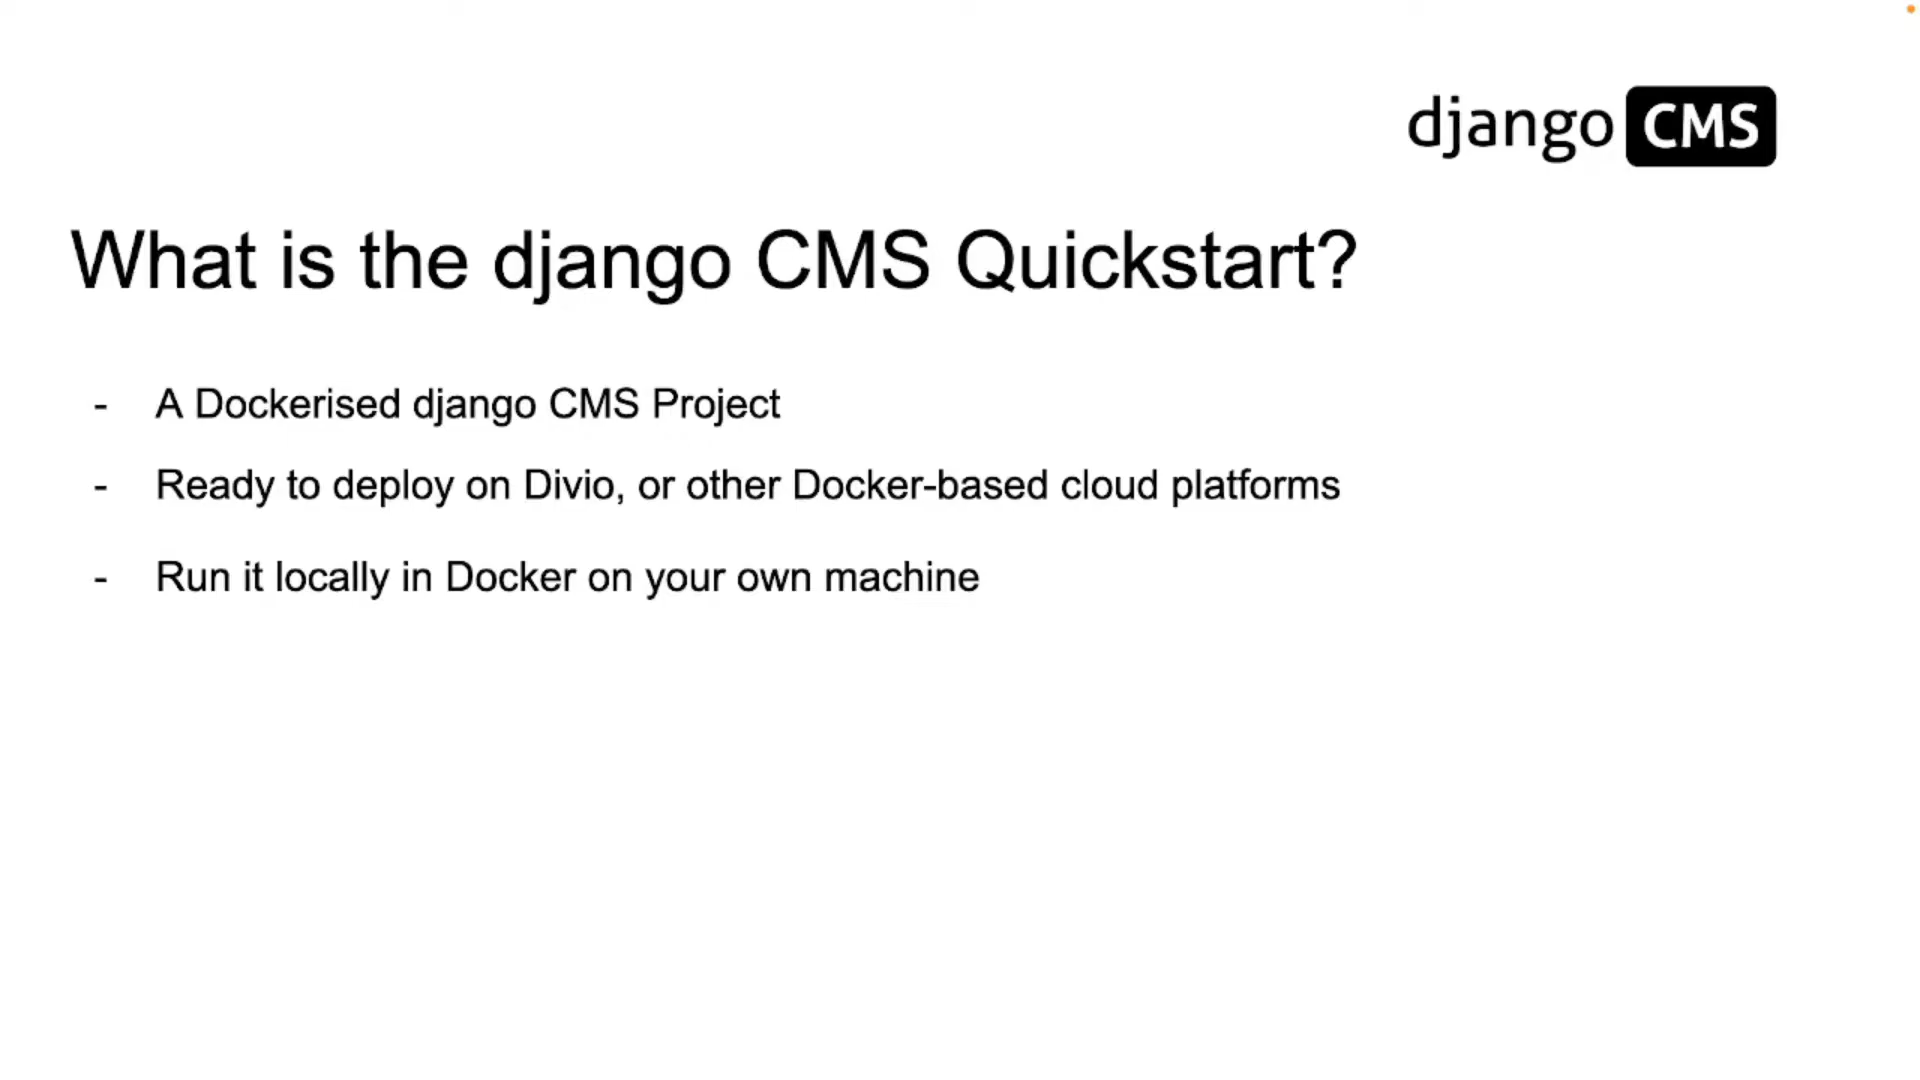 django CMS
What is the django CMS Quickstart?
- A Dockerised django CMS Project
- Ready to deploy on Divio, or other Docker-based cloud platforms
- Run it locally in Docker on your own machine